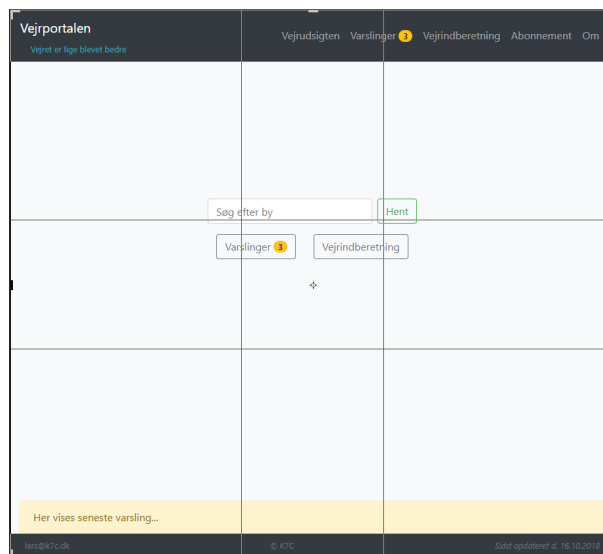 Vejrportalen
Vejret er lige blevet bedre
Vejrudsigten Varslinger 3 Vejrindberetning Abonnement Om
Søg efter by Hent
Varslinger 3 Vejrindberetning
Her vises seneste varsling...
lars@k7c.dk © K7C Sidst opdateret d. 16.10.2018